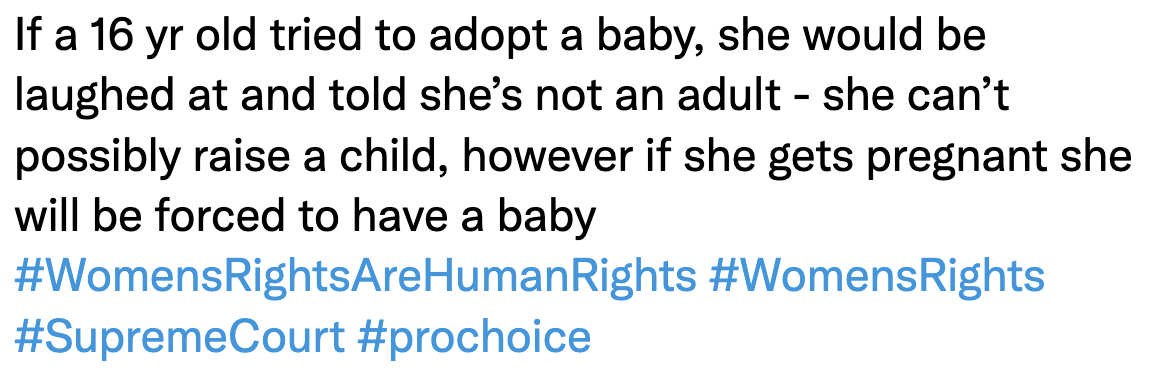 If a 16 yr old tried to adopt a baby, she would be
laughed at and told she’s not an adult - she can’t
possibly raise a child, however if she gets pregnant she
will be forced to have a baby
#WomensRightsAreHumanRights #WomensRights
#SupremeCourt #prochoice